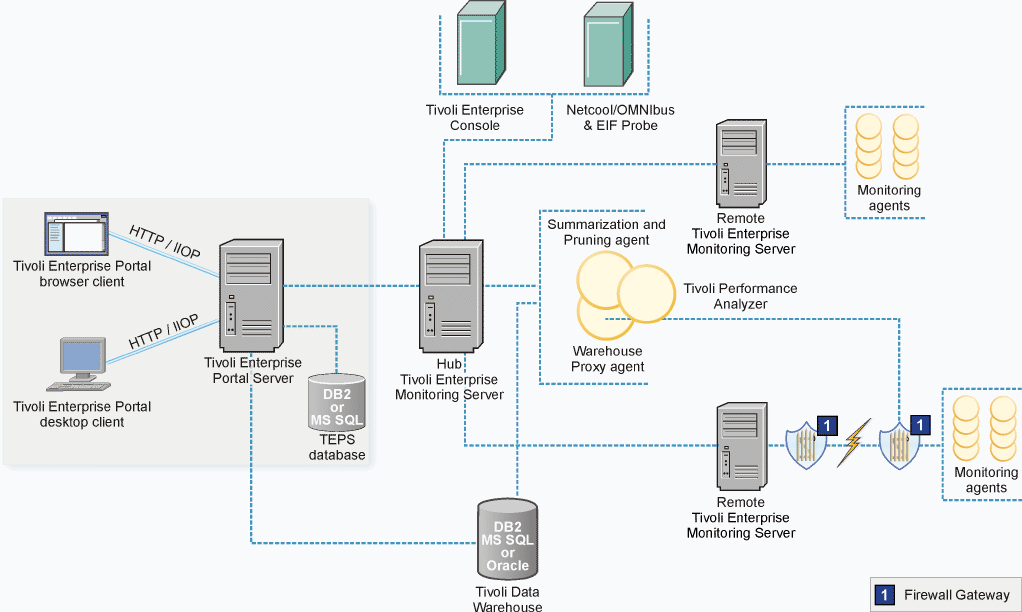 Tivoli Enterprise
Console
Netcool/OMNIbus
& EIF Probe
Monitoring
agents
Remote
Tivoli Enterprise
Monitoring Server
Summarization and
Pruning agent
Tivoli Performance
Analyzer
Warehouse
Proxy agent
HTTP / IIOP
Tivoli Enterprise Portal
browser client
HTTP / IIOP
Tivoli Enterprise Portal
desktop client
Tivoli Enterprise
Portal Server
DB2
or
MS SQL
TEPS
database
Hub
Tivoli Enterprise
Monitoring Server
1
1
Monitoring
agents
Remote
Tivoli Enterprise
Monitoring Server
DB2
MS SQL
or
Oracle
Tivoli Data
Warehouse
1 Firewall Gateway